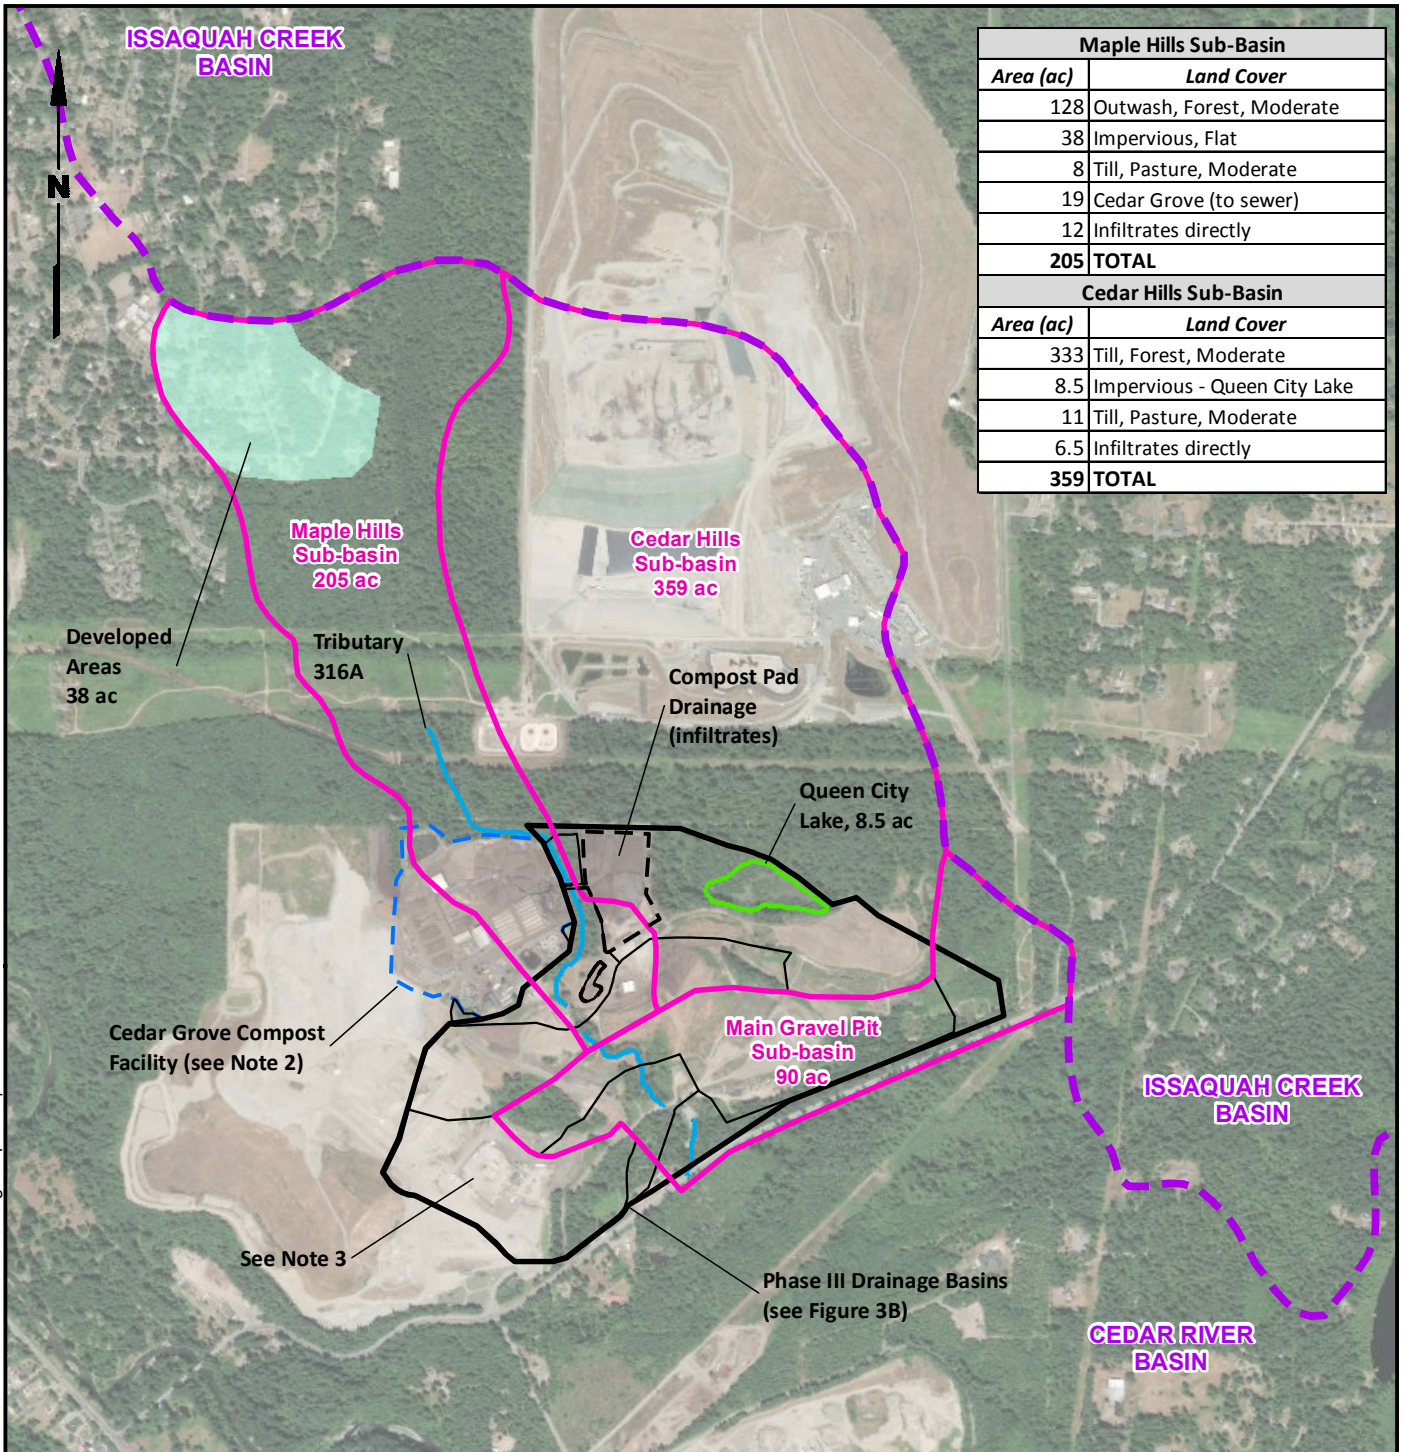 ISSAQUAH CREEK
BASIN
N
Maple Hills Sub-Basin
Area (ac) Land Cover
128 Outwash, Forest, Moderate
38 Impervious, Flat
8 Till, Pasture, Moderate
19 Cedar Grove (to sewer)
12 Infiltrates directly
205 TOTAL
Cedar Hills Sub-Basin
Area (ac) Land Cover
333 Till, Forest, Moderate
8.5 Impervious - Queen City Lake
11 Till, Pasture, Moderate
6.5 Infiltrates directly
359 TOTAL
Maple Hills
Sub-basin
205 ac
Cedar Hills
Sub-basin
359 ac
Developed
Areas
38 ac
Tributary
316A
Compost Pad
Drainage
(infiltrates)
Queen City
Lake, 8.5 ac
Cedar Grove Compost
Facility (see Note 2)
Main Gravel Pit
Sub-basin
90 ac
ISSAQUAH CREEK
BASIN
See Note 3
Phase III Drainage Basins
(see Figure 3B)
CEDAR RIVER
BASIN